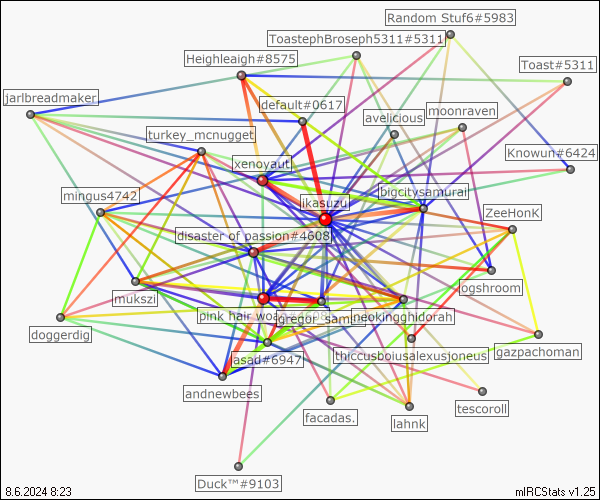 Random Stuf6#5983
ToastephBroseph5311#5311
Heighleaigh#8575
Toast#5311
jarlbreadmaker
default#0617
avelicious
moonraven
turkey_mcnugget
xenoyaut
Knowun#6424
mingus4742
bigcitysamurai
ikasuzu
ZeeHonK
disaster of passion#4608
mukszi
ogshroom
pink hair wo
gregor_samsa
neokingghidorah
doggerdig
asad#6947
thiccusboiusalexusjoneus
gazpachoman
andnewbees
facadas.
lahnk
tescoroll
Duck™#9103
8.6.2024 8:23
mIRCStats v1.25